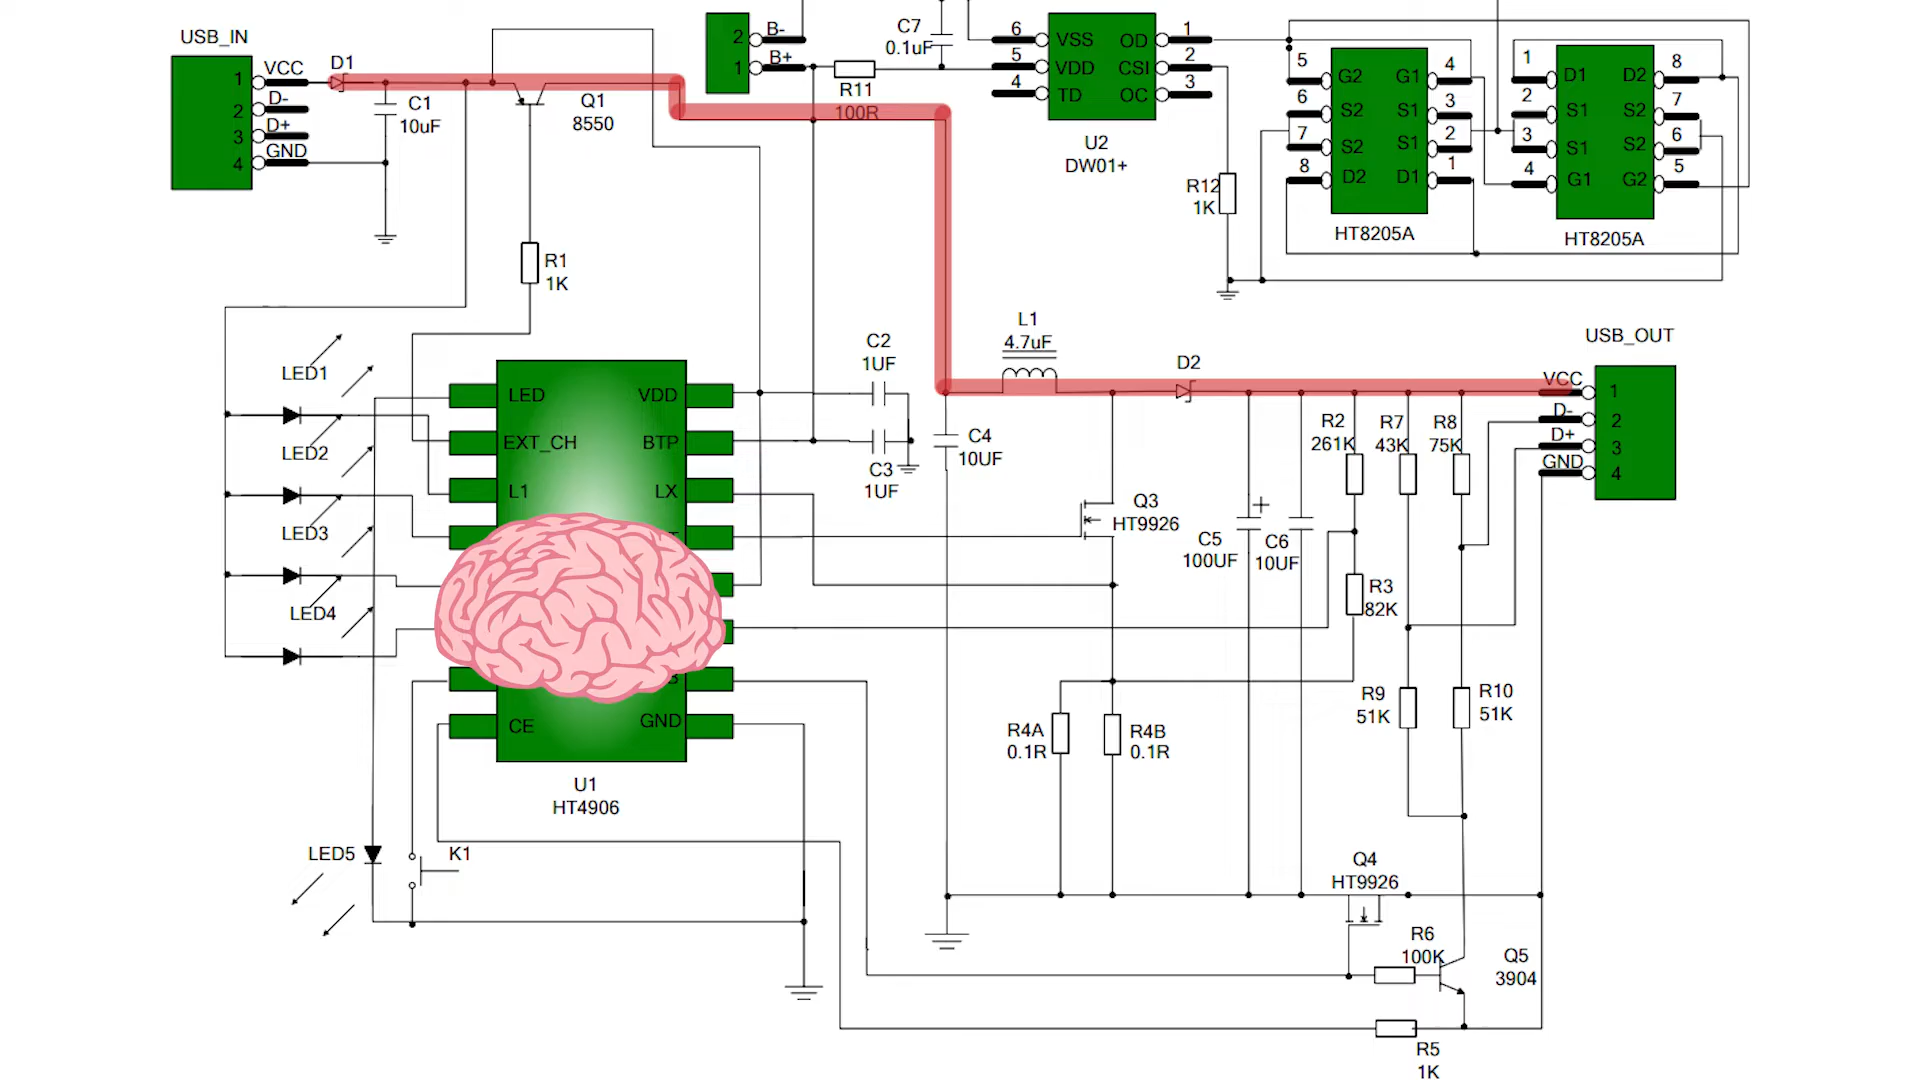 USB_IN
1 VCC
2 D-
3 D+
4 GND
D1
C1
10uF
Q1
8550
R1
1K
2 B-
1 B+
C7
0.1uF
R11
100R
6 VSS
5 VDD
4 TD
OD 1
CSI 2
OC 3
U2
DW01+
R12
1K
5 G2
6 S2
7 S2
8 D2
G1 4
S1 3
S1 2
D1 1
HT8205A
1 D1
2 S1
3 S1
4 G1
D2 8
S2 7
S2 6
G2 5
HT8205A
LED1
LED2
LED3
LED4
LED
EXT_CH
L1
CE
VDD
BTP
LX
GND
U1
HT4906
LED5
K1
C2
1UF
C3
1UF
C4
10UF
L1
4.7uF
D2
Q3
HT9926
C5
100UF
C6
10UF
R2
261K
R7
43K
R8
75K
R3
82K
R4A
0.1R
R4B
0.1R
R9
51K
R10
51K
USB_OUT
VCC 1
D- 2
D+ 3
GND 4
Q4
HT9926
R6
100K
Q5
3904
R5
1K